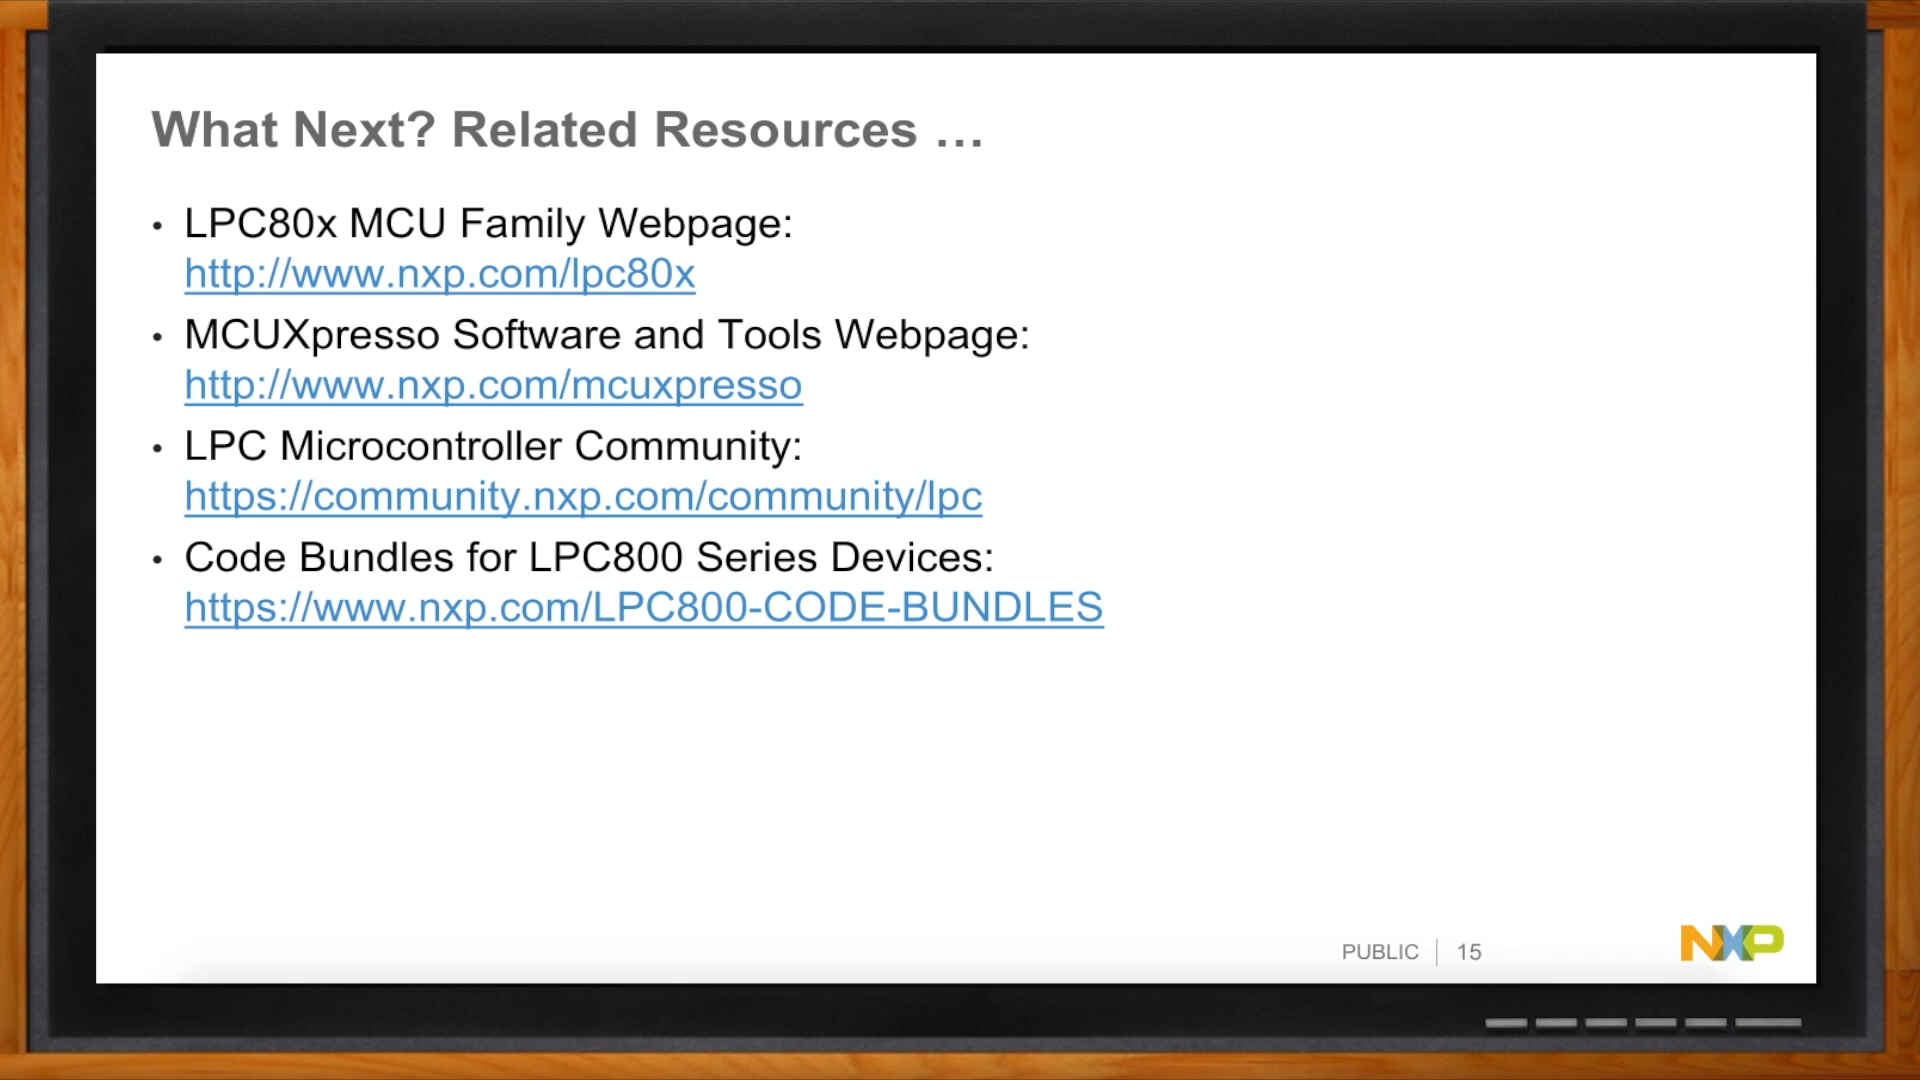 What Next? Related Resources …
• LPC80x MCU Family Webpage:
http://www.nxp.com/lpc80x
• MCUXpresso Software and Tools Webpage:
http://www.nxp.com/mcuxpresso
• LPC Microcontroller Community:
https://community.nxp.com/community/lpc
• Code Bundles for LPC800 Series Devices:
https://www.nxp.com/LPC800-CODE-BUNDLES
PUBLIC | 15
NXP